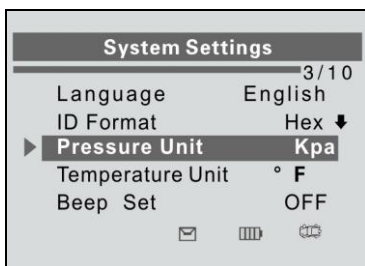 System Settings
3/10
Language English
ID Format Hex
Pressure Unit Kpa
Temperature Unit ° F
Beep Set OFF